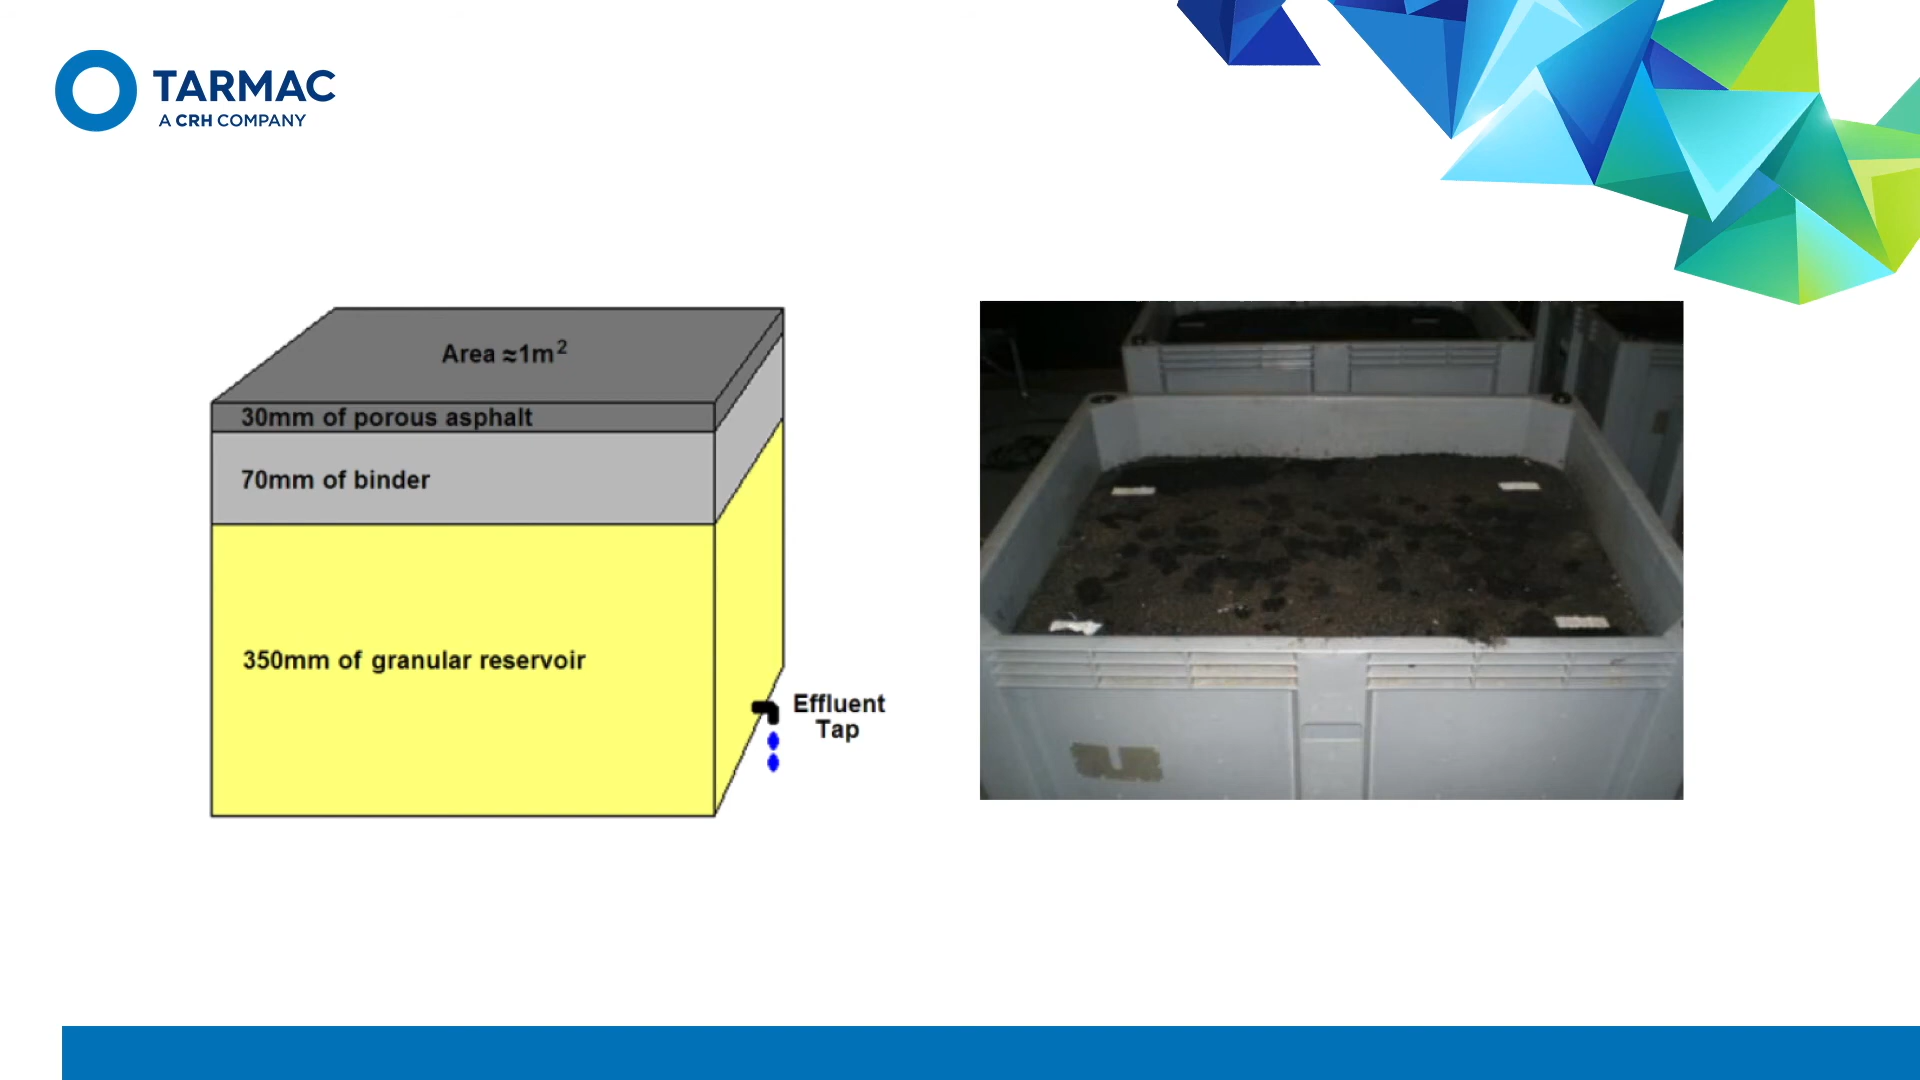 TARMAC
A CRH COMPANY
Area ≈1m²
30mm of porous asphalt
70mm of binder
350mm of granular reservoir
Effluent
Tap